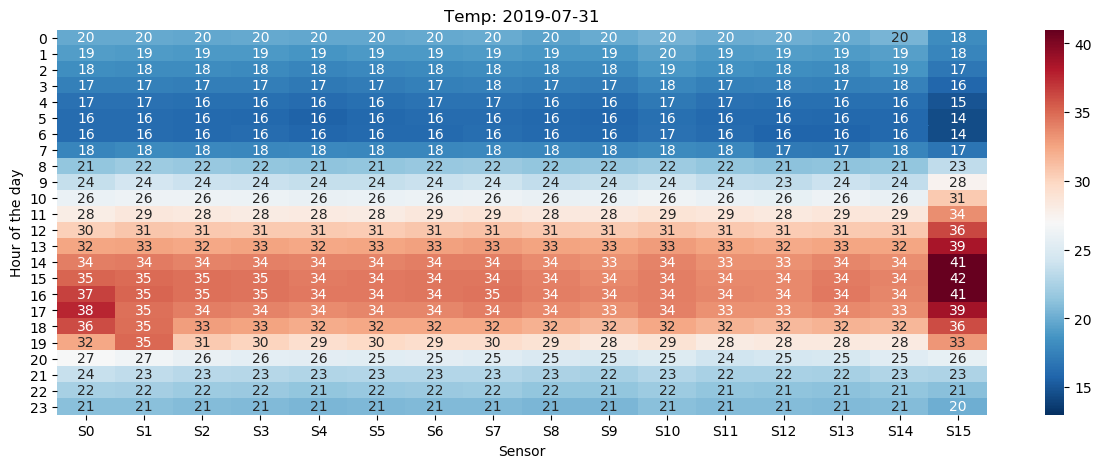 Temp: 2019-07-31
Hour of the day
0 20 20 20 20 20 20 20 20 20 20 20 20 20 20 20 18
1 19 19 19 19 19 19 19 19 19 19 20 19 19 19 19 18
2 18 18 18 18 18 18 18 18 18 18 19 18 18 18 19 17
3 17 17 17 17 17 17 17 18 17 17 18 17 18 17 18 16
4 17 17 16 16 16 16 17 17 16 16 17 17 16 16 16 15
5 16 16 16 16 16 16 16 16 16 16 16 16 16 16 16 14
6 16 16 16 16 16 16 16 16 16 16 17 16 16 16 16 14
7 18 18 18 18 18 18 18 18 18 18 18 18 17 17 18 17
8 21 22 22 22 21 21 22 22 22 22 22 22 21 21 21 23
9 24 24 24 24 24 24 24 24 24 24 24 24 23 24 24 28
10 26 26 26 26 26 26 26 26 26 26 26 26 26 26 26 31
11 28 29 28 28 28 28 29 29 28 28 29 29 28 29 29 34
12 30 31 31 31 31 31 31 31 31 31 31 31 31 31 31 36
13 32 33 32 33 32 33 33 33 33 33 33 33 32 33 32 39
14 34 34 34 34 34 34 34 34 34 33 34 33 33 34 34 41
15 35 35 35 35 34 34 34 34 34 34 34 34 34 34 34 42
16 37 35 35 35 34 34 34 35 34 34 34 34 34 34 34 41
17 38 35 34 34 34 34 34 34 34 33 34 33 33 34 33 39
18 36 35 33 33 32 32 32 32 32 32 32 32 32 32 32 36
19 32 35 31 30 29 30 29 30 29 28 29 28 28 28 28 33
20 27 27 26 26 26 25 25 25 25 25 25 24 25 25 25 26
21 24 23 23 23 23 23 23 23 23 22 23 22 22 22 23 23
22 22 22 22 22 21 22 22 22 21 21 22 21 21 21 21 21
23 21 21 21 21 21 21 21 21 21 21 21 21 21 21 21 20
S0 S1 S2 S3 S4 S5 S6 S7 S8 S9 S10 S11 S12 S13 S14 S15
Sensor
40
35
30
25
20
15